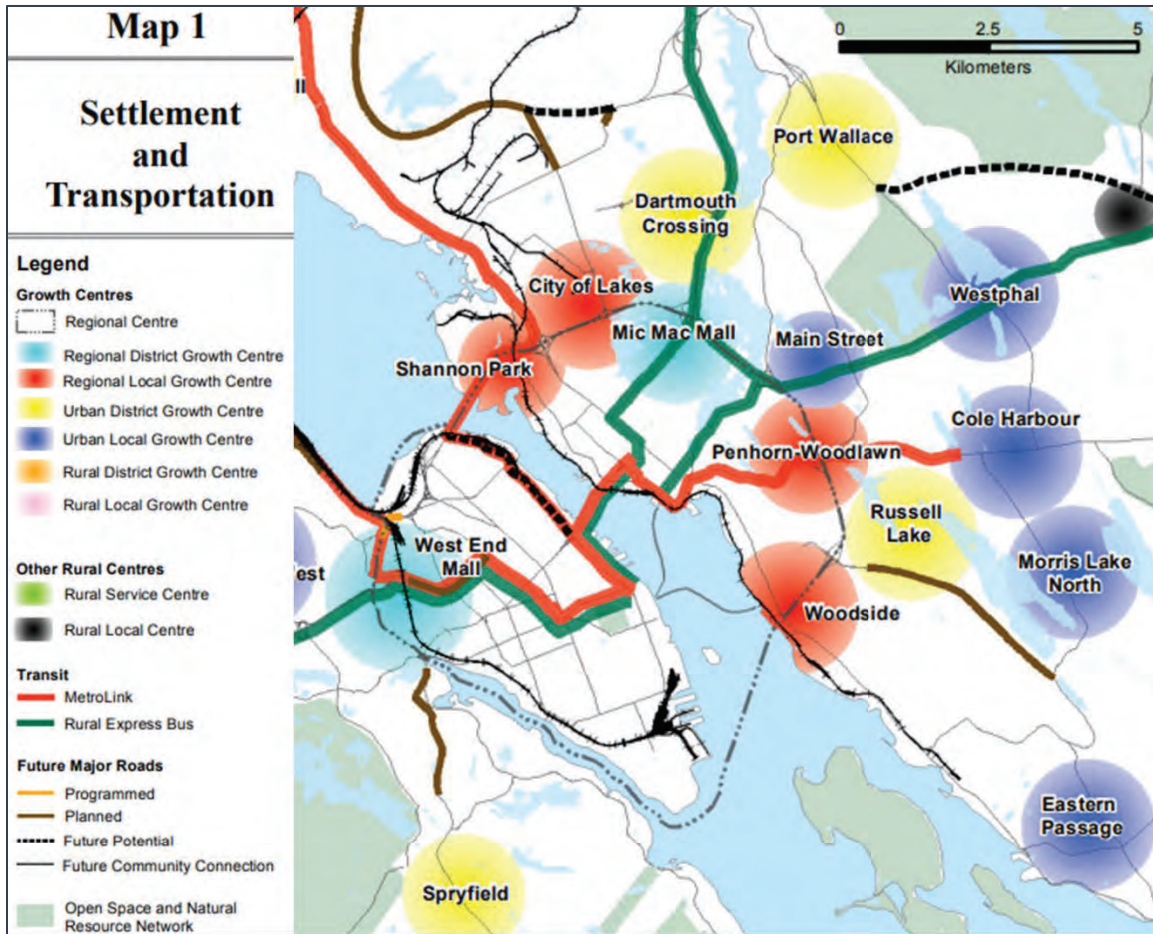 Map 1
Settlement
and
Transportation
Legend
Growth Centres
Regional Centre
Regional District Growth Centre
Regional Local Growth Centre
Urban District Growth Centre
Urban Local Growth Centre
Rural District Growth Centre
Rural Local Growth Centre
Other Rural Centres
Rural Service Centre
Rural Local Centre
Transit
MetroLink
Rural Express Bus
Future Major Roads
Programmed
Planned
Future Potential
Future Community Connection
Open Space and Natural
Resource Network
0 2.5 5
Kilometers
ll
Port Wallace
Dartmouth
Crossing
City of Lakes
Westphal
Mic Mac Mall
Main Street
Shannon Park
Cole Harbour
Penhorn-Woodlawn
Russell
Lake
West End
Mall
est
Morris Lake
North
Woodside
Eastern
Passage
Spryfield